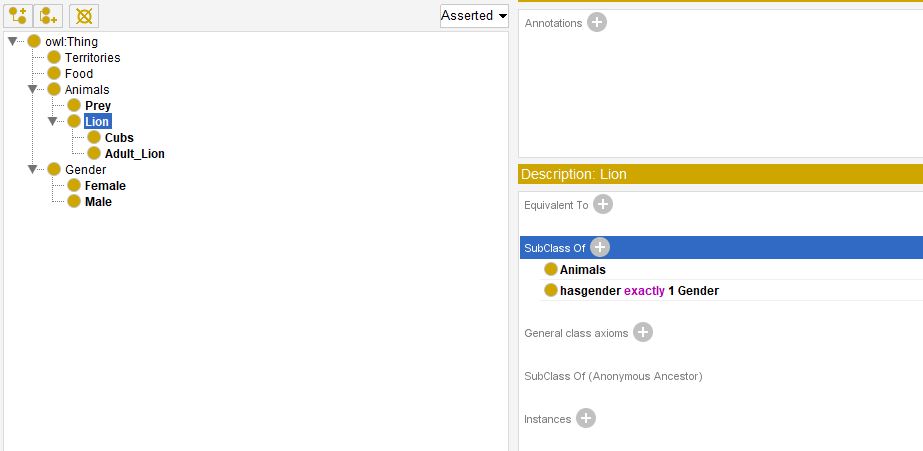 Asserted
owl:Thing
Territories
Food
Animals
Prey
Lion
Cubs
Adult_Lion
Gender
Female
Male
Annotations
Description: Lion
Equivalent To
SubClass Of
Animals
hasgender exactly 1 Gender
General class axioms
SubClass Of (Anonymous Ancestor)
Instances